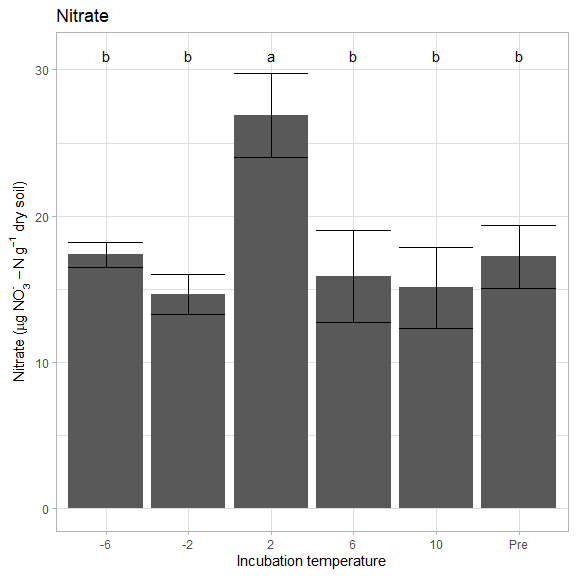 Nitrate
b b a b b b
30
20
10
0
Nitrate (μg NO₃⁻ − N g⁻¹ dry soil)
-6 -2 2 6 10 Pre
Incubation temperature